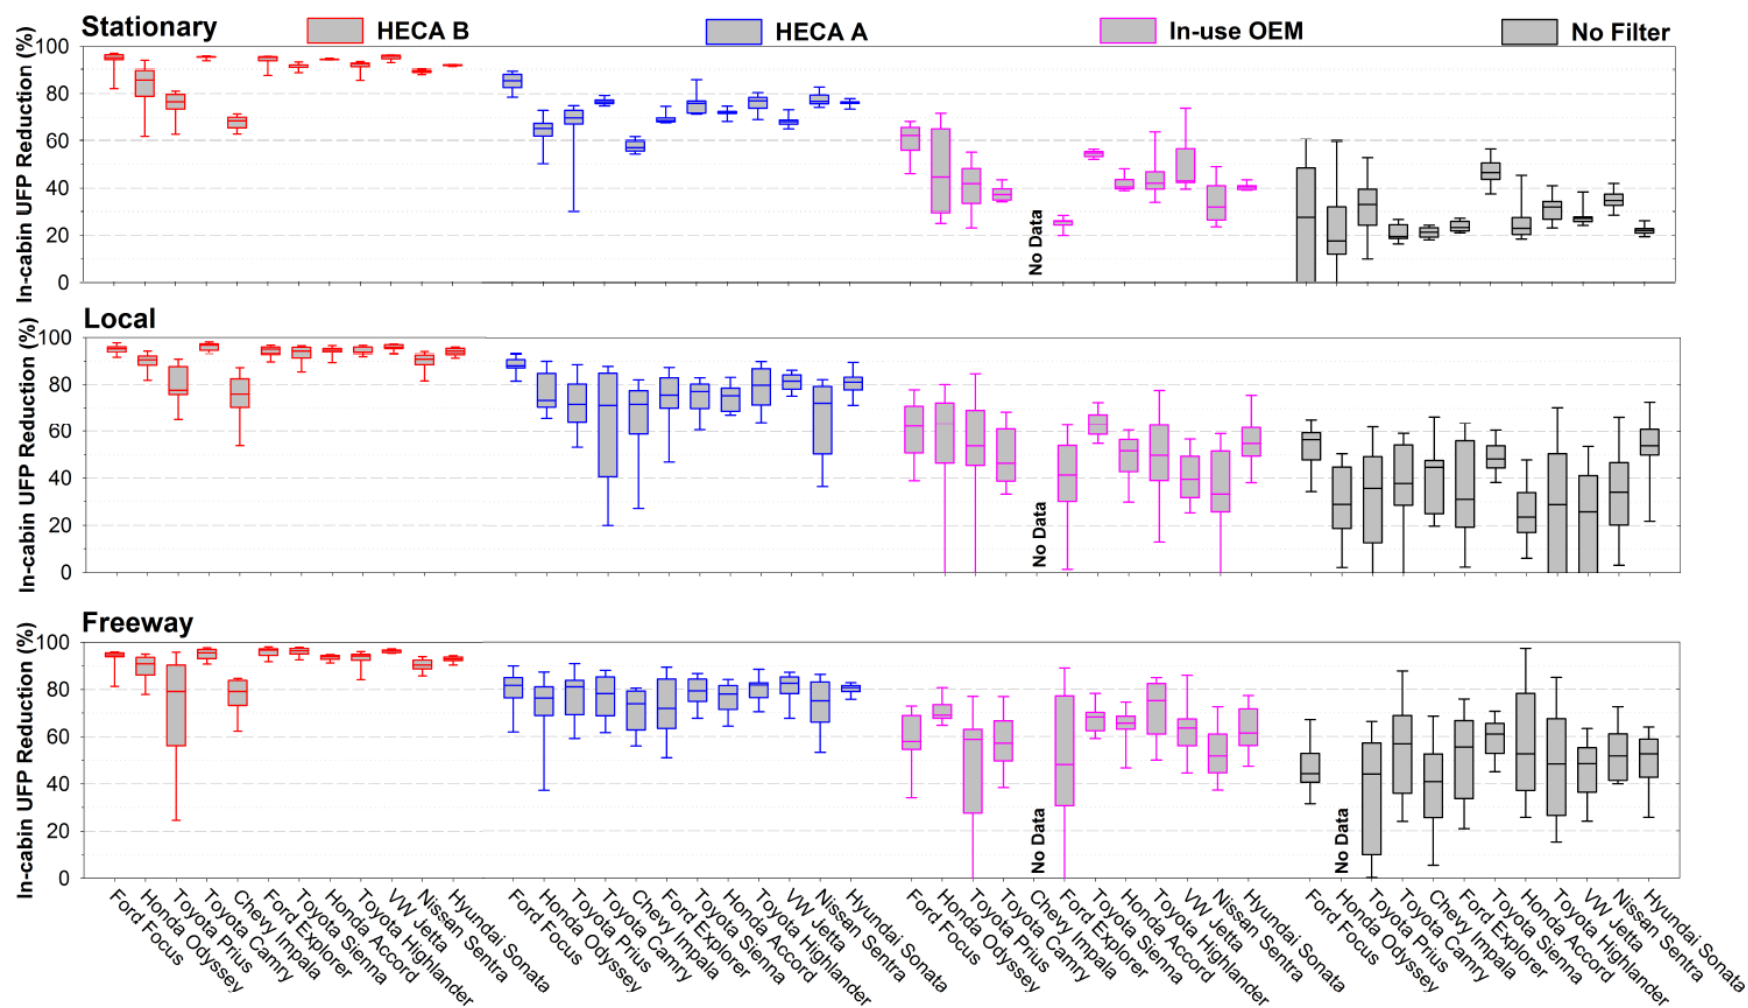 Stationary
HECA B
HECA A
In-use OEM
No Filter
In-cabin UFP Reduction (%)
100
80
60
40
20
0
No Data
Local
In-cabin UFP Reduction (%)
100
80
60
40
20
0
No Data
Freeway
In-cabin UFP Reduction (%)
100
80
60
40
20
0
No Data
No Data
Ford Focus
Honda Odyssey
Toyota Prius
Toyota Camry
Chevy Impala
Ford Explorer
Toyota Sienna
Honda Accord
Toyota Highlander
VW Jetta
Nissan Sentra
Hyundai Sonata
Ford Focus
Honda Odyssey
Toyota Prius
Toyota Camry
Chevy Impala
Ford Explorer
Toyota Sienna
Honda Accord
Toyota Highlander
VW Jetta
Nissan Sentra
Hyundai Sonata
Ford Focus
Honda Odyssey
Toyota Prius
Toyota Camry
Chevy Impala
Ford Explorer
Toyota Sienna
Honda Accord
Toyota Highlander
VW Jetta
Nissan Sentra
Hyundai Sonata
Ford Focus
Honda Odyssey
Toyota Prius
Toyota Camry
Chevy Impala
Ford Explorer
Toyota Sienna
Honda Accord
Toyota Highlander
VW Jetta
Nissan Sentra
Hyundai Sonata